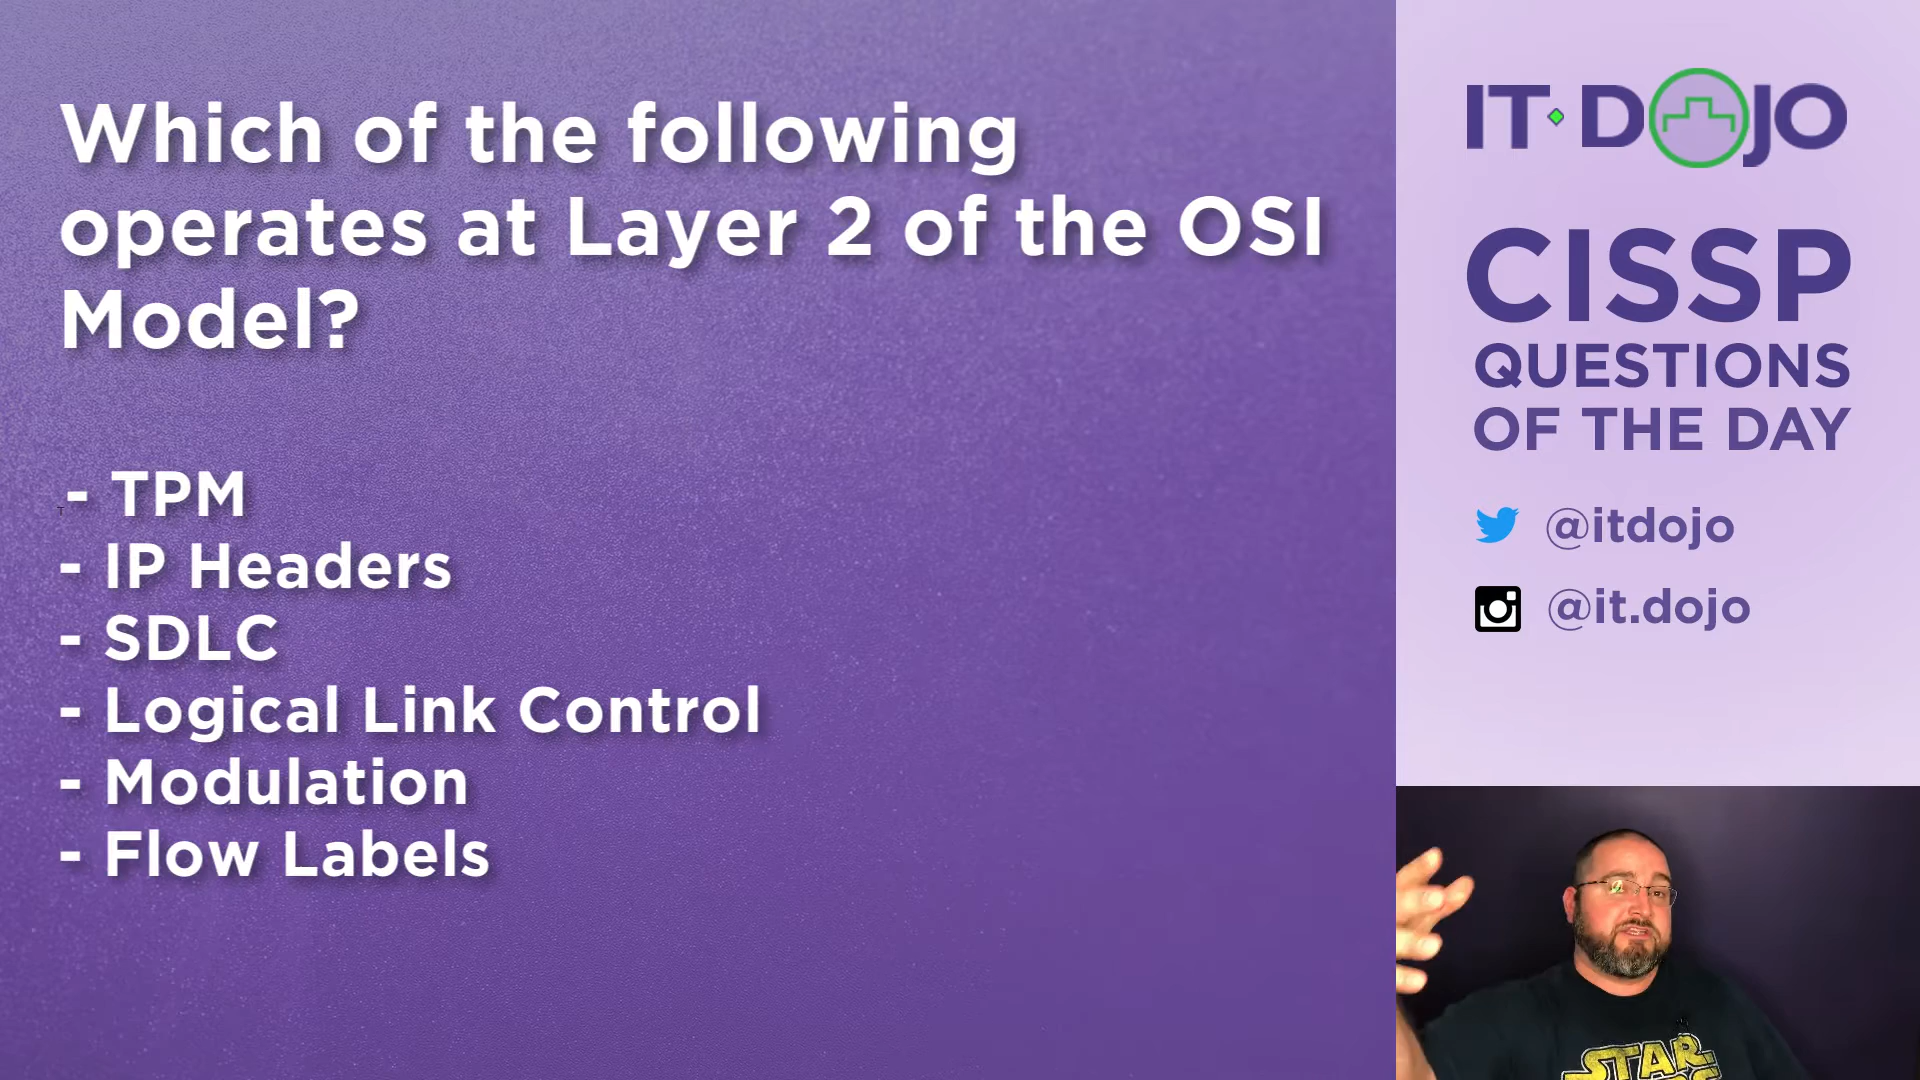 Which of the following
operates at Layer 2 of the OSI
Model?
- TPM
- IP Headers
- SDLC
- Logical Link Control
- Modulation
- Flow Labels
IT DOJO
CISSP
QUESTIONS
OF THE DAY
@itdojo
@it.dojo
STAR